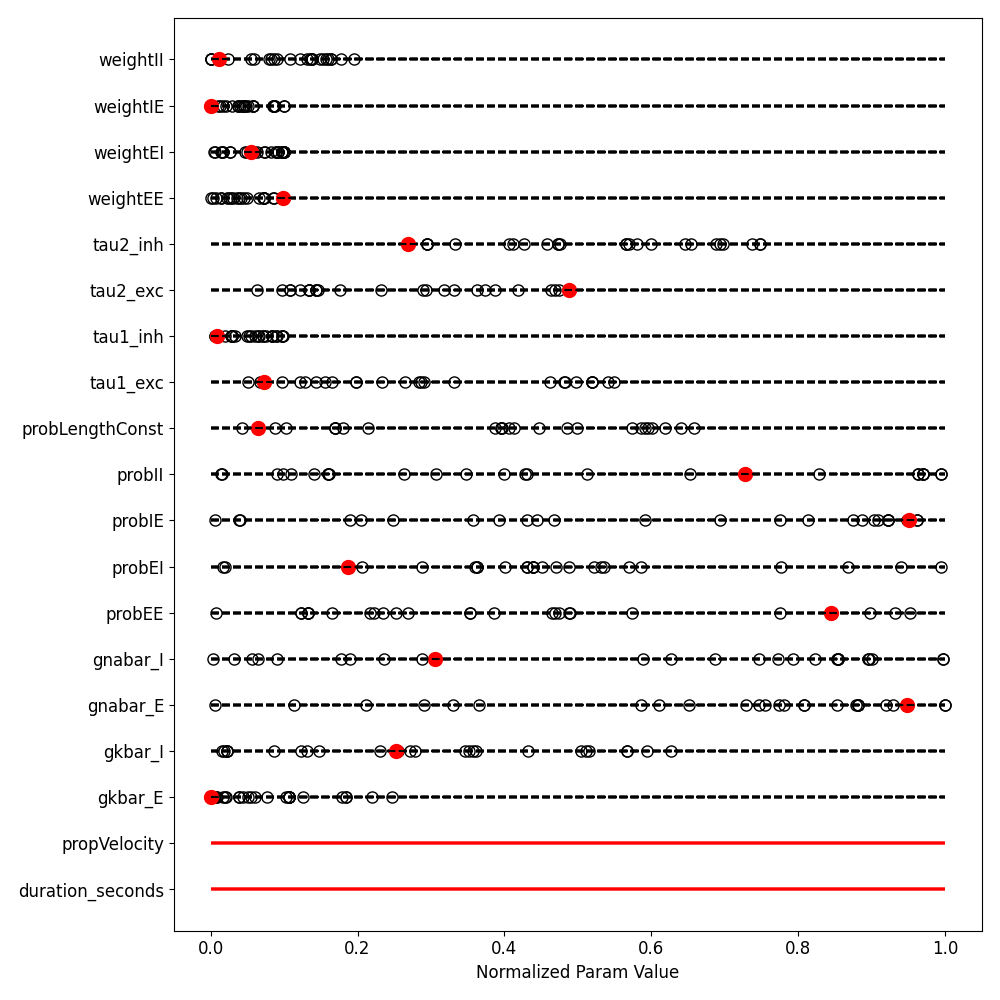 weightII
weightIE
weightEI
weightEE
tau2_inh
tau2_exc
tau1_inh
tau1_exc
probLengthConst
probII
probIE
probEI
probEE
gnabar_I
gnabar_E
gkbar_I
gkbar_E
propVelocity
duration_seconds
0.0 0.2 0.4 0.6 0.8 1.0
Normalized Param Value